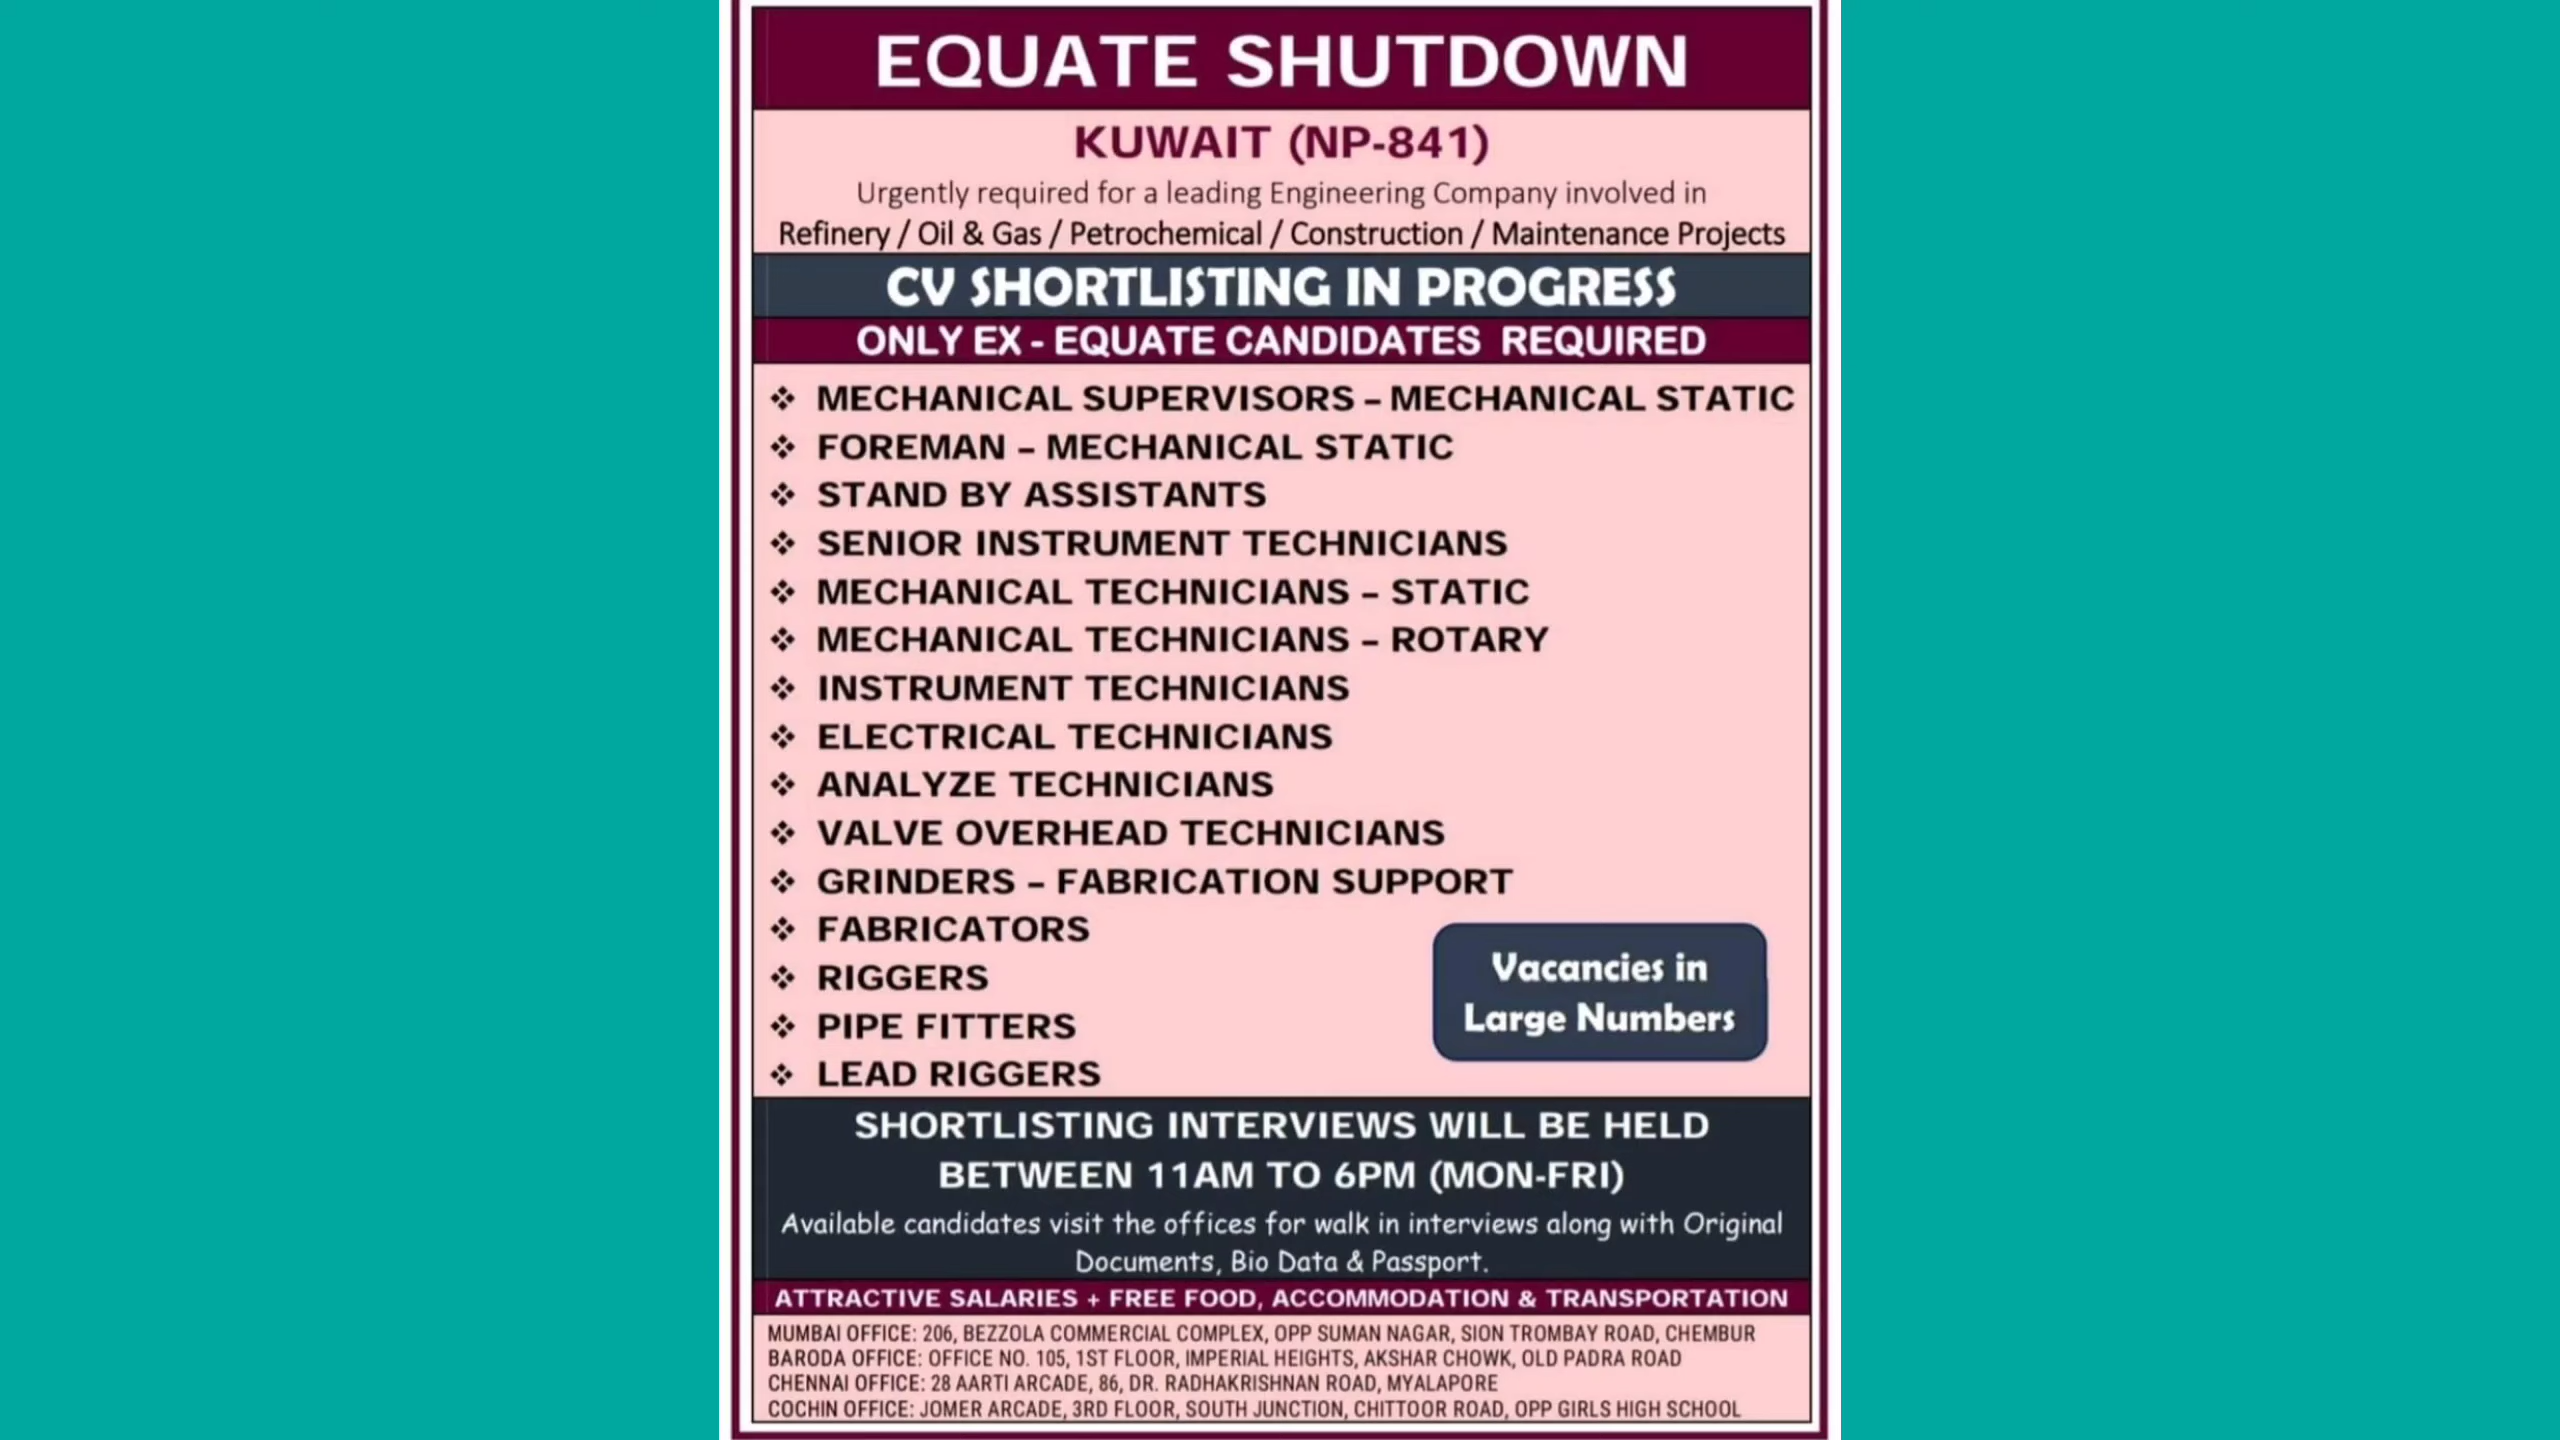 EQUATE SHUTDOWN
KUWAIT (NP-841)
Urgently required for a leading Engineering Company involved in
Refinery / Oil & Gas / Petrochemical / Construction / Maintenance Projects
CV SHORTLISTING IN PROGRESS
ONLY EX - EQUATE CANDIDATES REQUIRED
❖ MECHANICAL SUPERVISORS – MECHANICAL STATIC
❖ FOREMAN – MECHANICAL STATIC
❖ STAND BY ASSISTANTS
❖ SENIOR INSTRUMENT TECHNICIANS
❖ MECHANICAL TECHNICIANS – STATIC
❖ MECHANICAL TECHNICIANS – ROTARY
❖ INSTRUMENT TECHNICIANS
❖ ELECTRICAL TECHNICIANS
❖ ANALYZE TECHNICIANS
❖ VALVE OVERHEAD TECHNICIANS
❖ GRINDERS – FABRICATION SUPPORT
❖ FABRICATORS
❖ RIGGERS
❖ PIPE FITTERS
❖ LEAD RIGGERS
Vacancies in
Large Numbers
SHORTLISTING INTERVIEWS WILL BE HELD
BETWEEN 11AM TO 6PM (MON-FRI)
Available candidates visit the offices for walk in interviews along with Original
Documents, Bio Data & Passport.
ATTRACTIVE SALARIES + FREE FOOD, ACCOMMODATION & TRANSPORTATION
MUMBAI OFFICE: 206, BEZZOLA COMMERCIAL COMPLEX, OPP SUMAN NAGAR, SION TROMBAY ROAD, CHEMBUR
BARODA OFFICE: OFFICE NO. 105, 1ST FLOOR, IMPERIAL HEIGHTS, AKSHAR CHOWK, OLD PADRA ROAD
CHENNAI OFFICE: 28 AARTI ARCADE, 86, DR. RADHAKRISHNAN ROAD, MYALAPORE
COCHIN OFFICE: JOMER ARCADE, 3RD FLOOR, SOUTH JUNCTION, CHITTOOR ROAD, OPP GIRLS HIGH SCHOOL